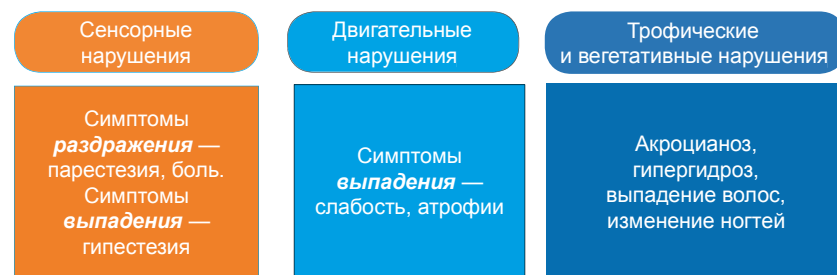 Сенсорные
нарушения
Симптомы
раздражения —
парестезия, боль.
Симптомы
выпадения —
гипестезия
Двигательные
нарушения
Симптомы
выпадения —
слабость, атрофии
Трофические
и вегетативные нарушения
Акроцианоз,
гипергидроз,
выпадение волос,
изменение ногтей